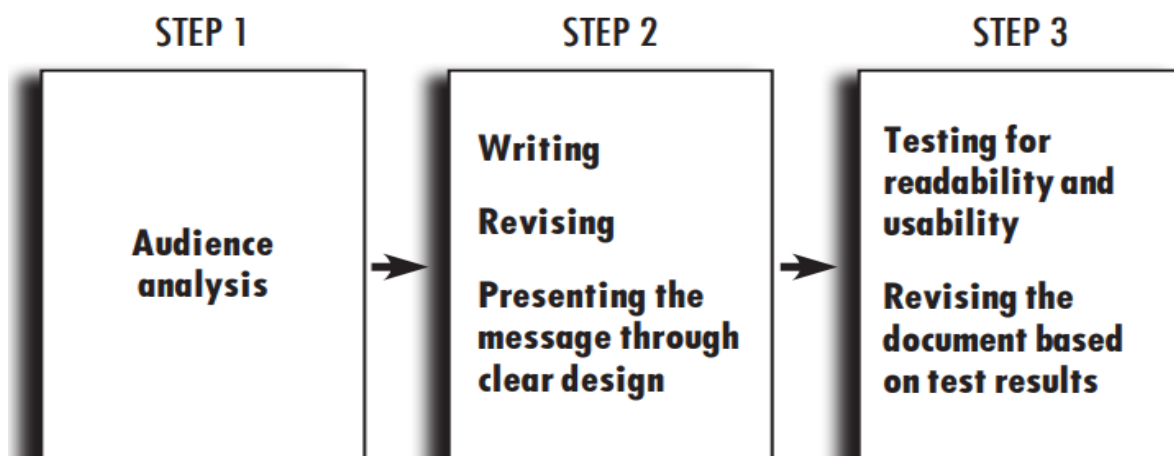 STEP 1
Audience
analysis
STEP 2
Writing
Revising
Presenting the
message through
clear design
STEP 3
Testing for
readability and
usability
Revising the
document based
on test results